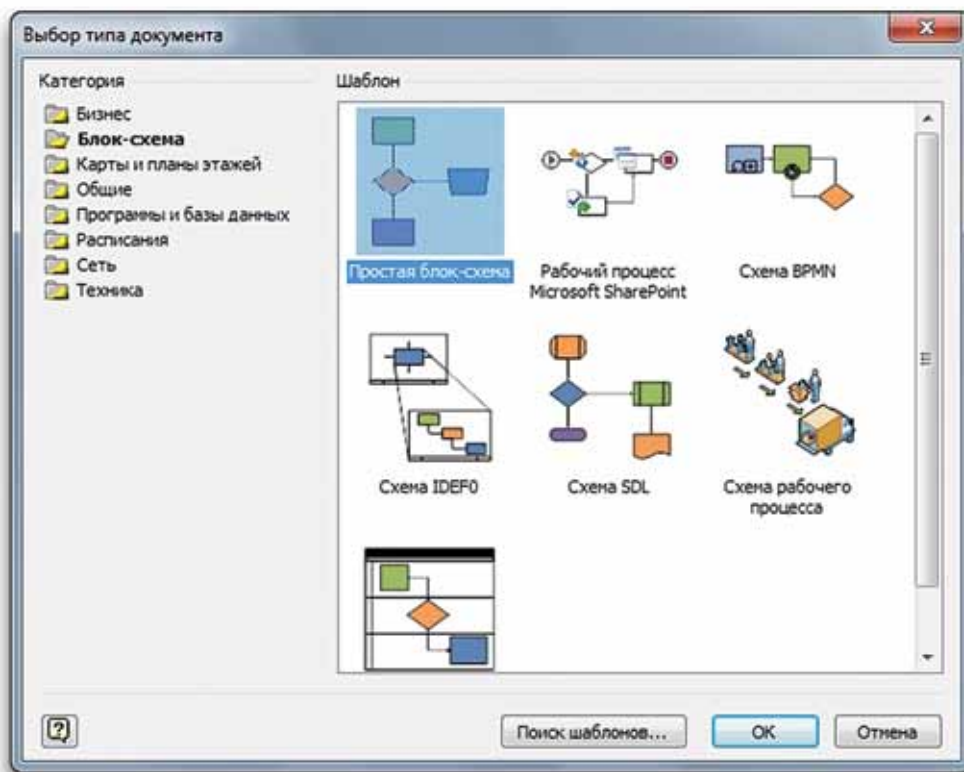 Выбор типа документа
Категория
Бизнес
Блок-схема
Карты и планы этажей
Общие
Программы и базы данных
Расписания
Сеть
Техника
Шаблон
Простая блок-схема
Рабочий процесс
Microsoft SharePoint
Схема BPMN
Схема IDEF0
Схема SDL
Схема рабочего
процесса
Поиск шаблонов...
OK
Отмена